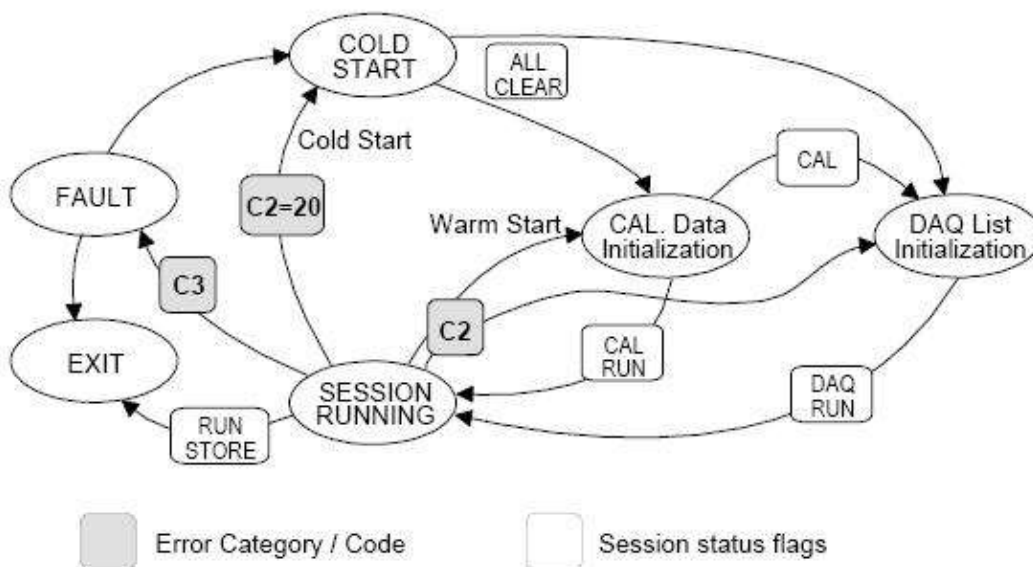 COLD
START
ALL
CLEAR
Cold Start
CAL
FAULT
C2=20
Warm Start
CAL. Data
Initialization
DAQ List
Initialization
C3
C2
EXIT
CAL
RUN
SESSION
RUNNING
DAQ
RUN
RUN
STORE
Error Category / Code
Session status flags